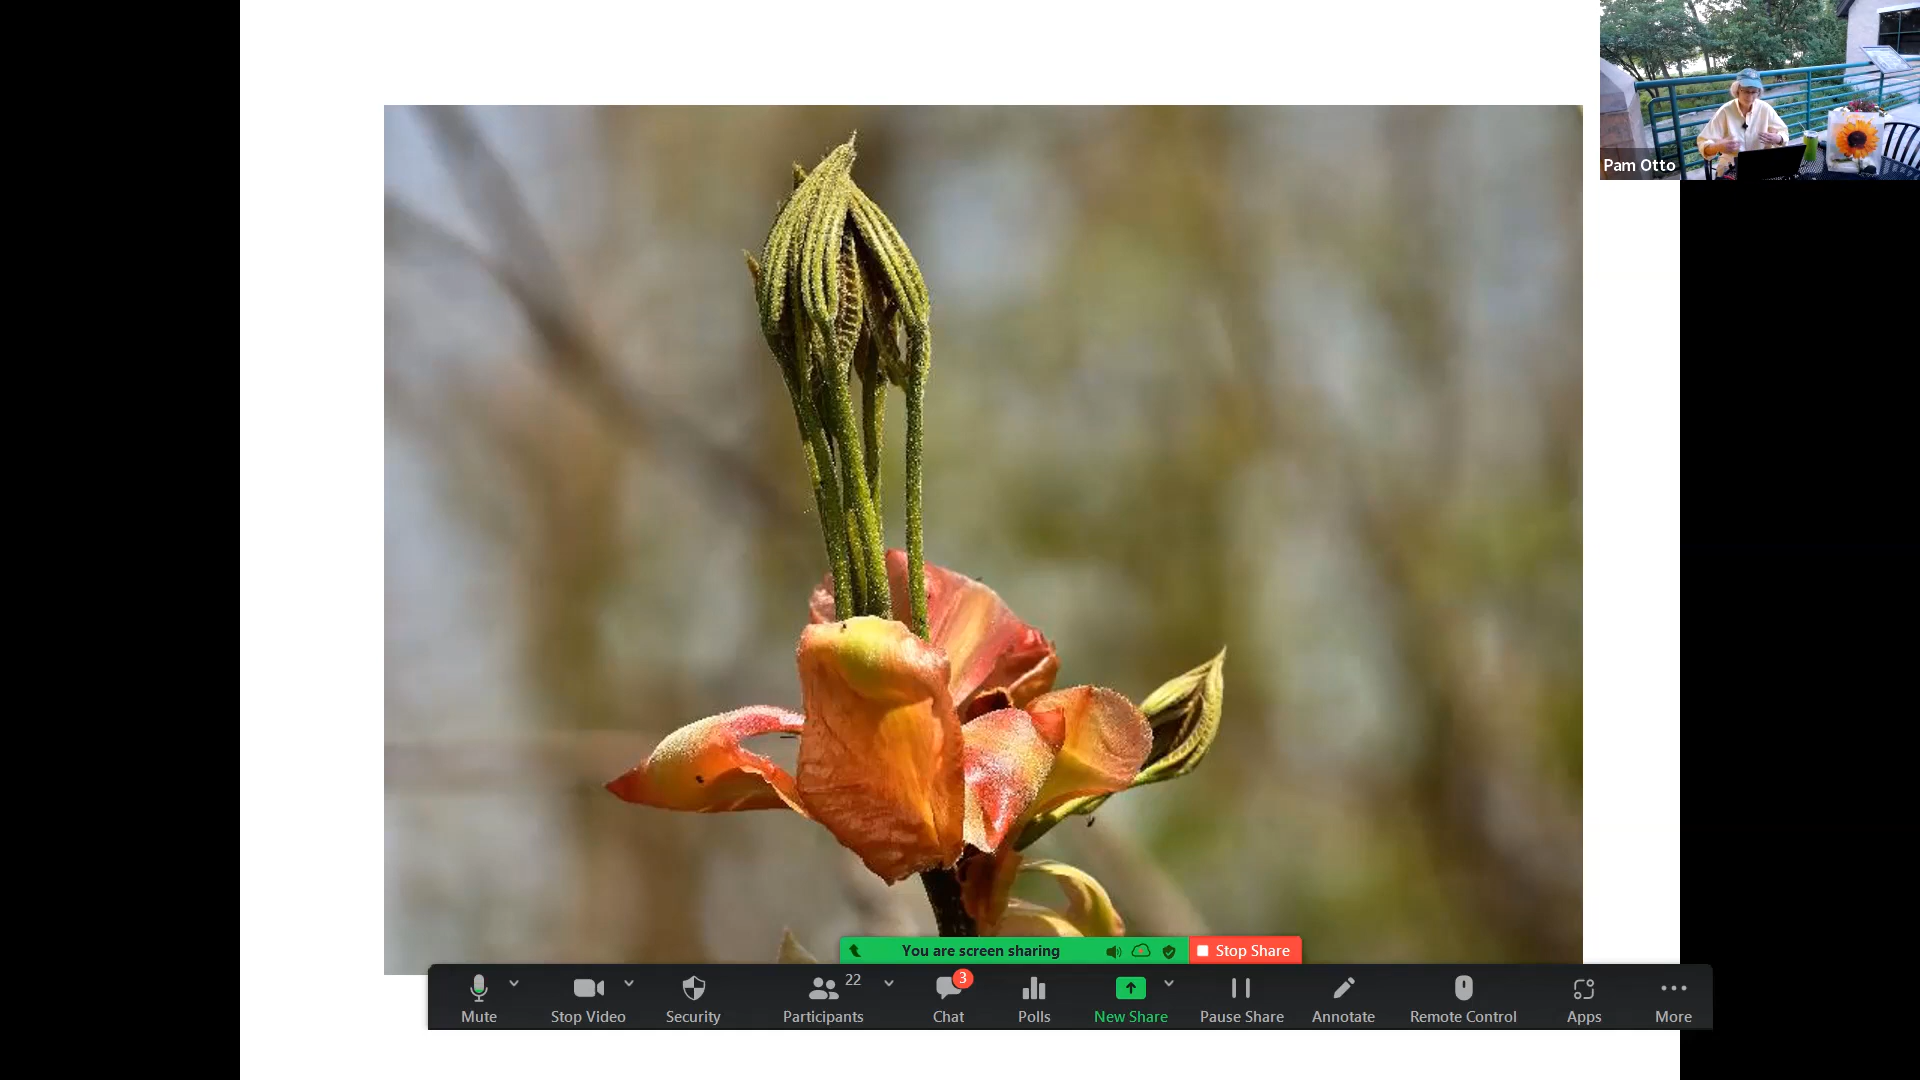 Pam Otto
You are screen sharing
Stop Share
22
3
Mute
Stop Video
Security
Participants
Chat
Polls
New Share
Pause Share
Annotate
Remote Control
Apps
More